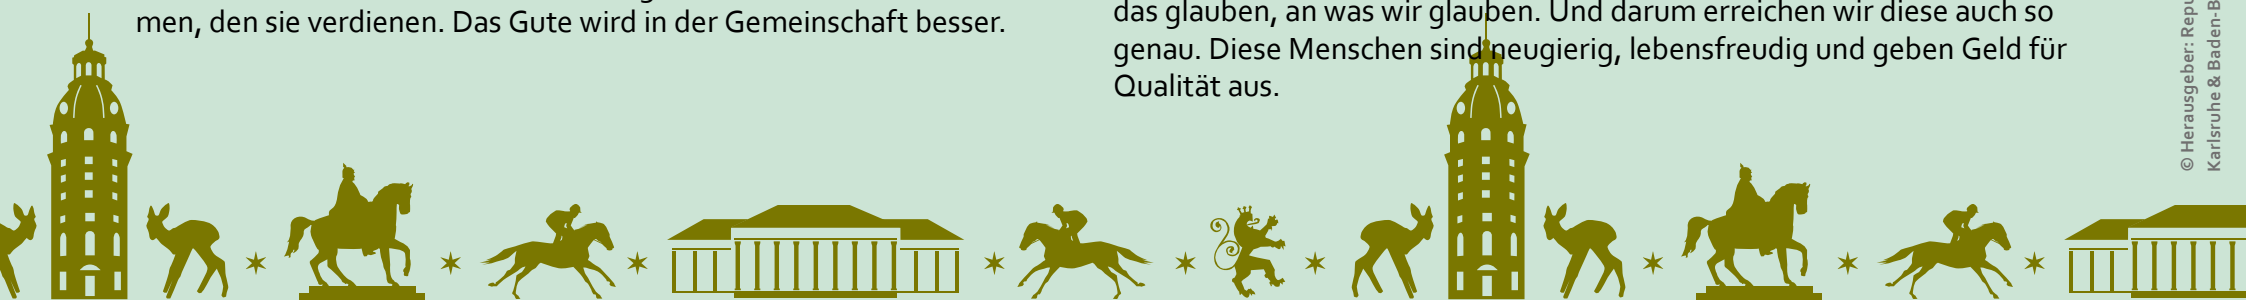 men, den sie verdienen. Das Gute wird in der Gemeinschaft besser.
das glauben, an was wir glauben. Und darum erreichen wir diese auch so
genau. Diese Menschen sind neugierig, lebensfreudig und geben Geld für
Qualität aus.
© Herausgeber:
Karlsruhe &